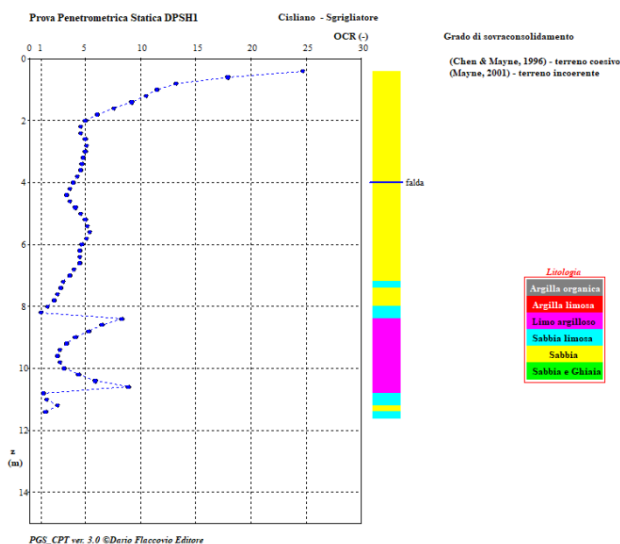 Prova Penetrometrica Statica DPSH1
Cisliano - Sgrigliatore
OCR (-)
Grado di sovraconsolidamento
0 1 5 10 15 20 25 30
(Chen & Mayne, 1996) - terreno coesivo
(Mayne, 2001) - terreno incoerente
0
2
4
falda
6
8
10
12
14
z
(m)
Litologia
Argilla organica
Argilla limosa
Limo argilloso
Sabbia limosa
Sabbia
Sabbia e Ghiaia
PGS_CPT ver. 3.0 ©Dario Flaccovio Editore